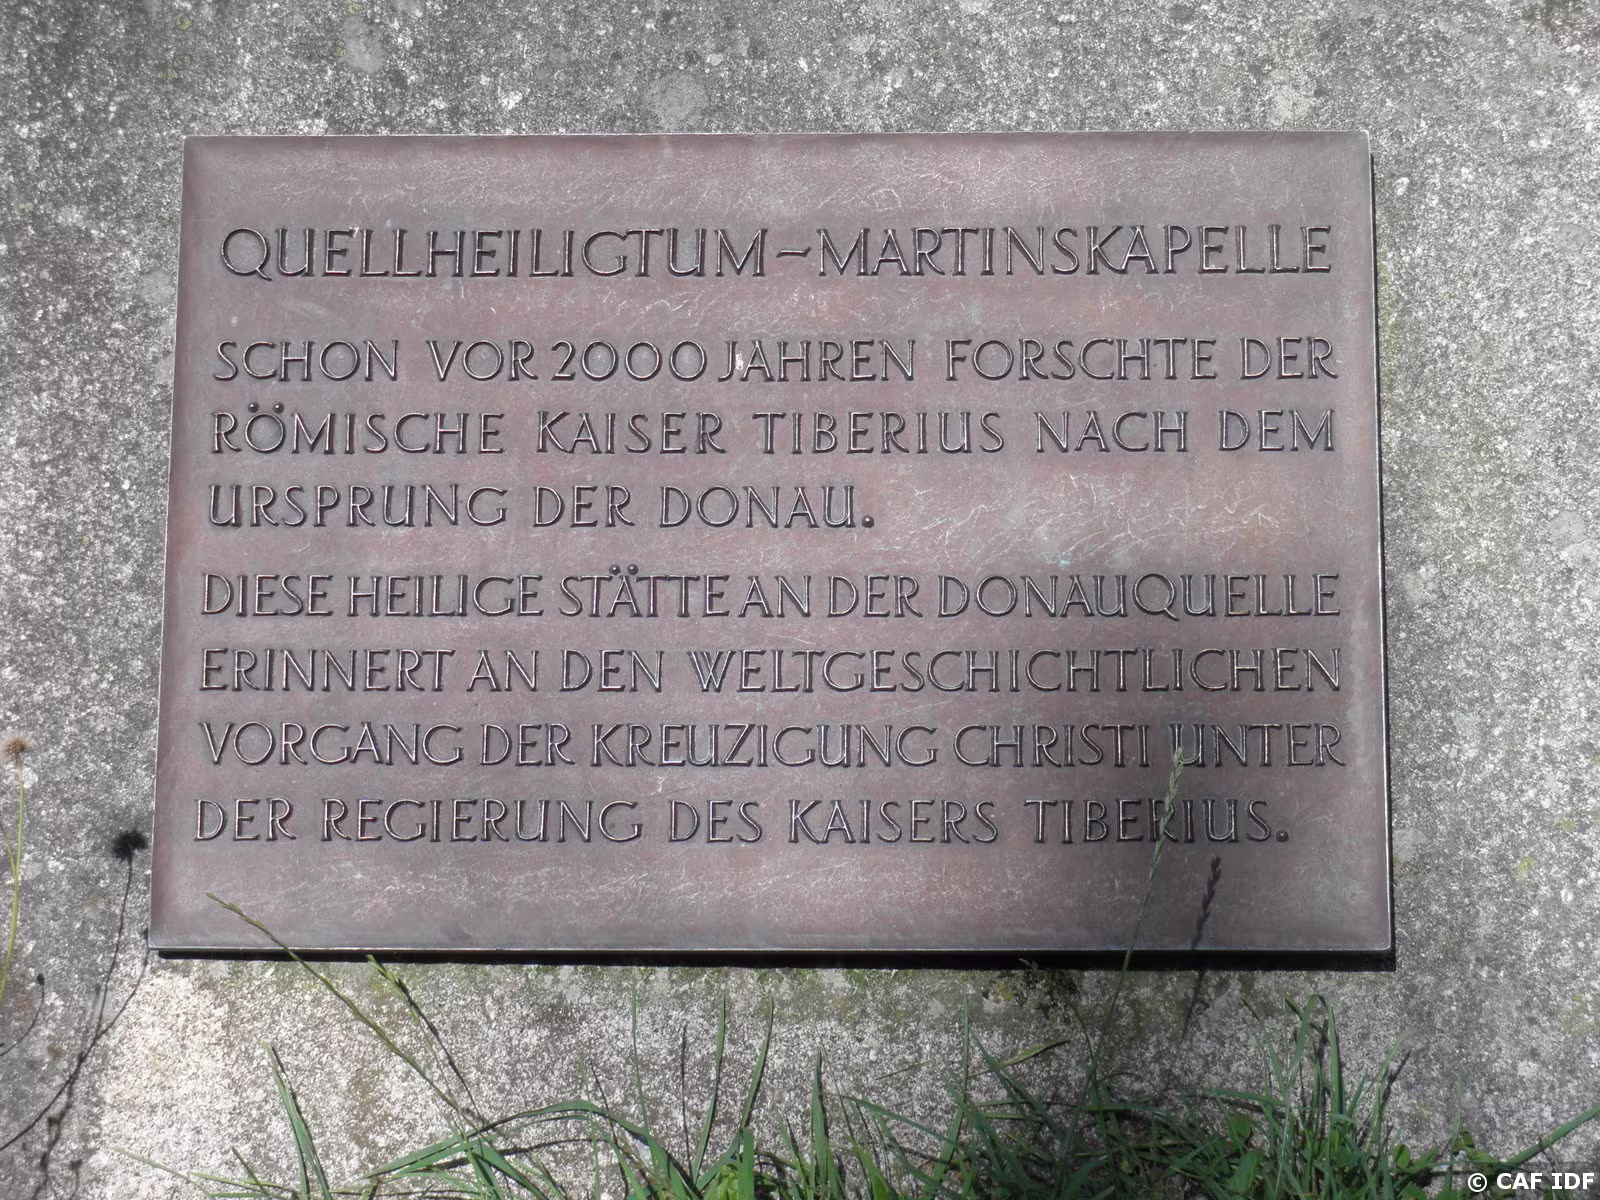 QUELLHEILIGTUM-MARTINSKAPELLE
SCHON VOR 2000 JAHREN FORSCHTE DER
RÖMISCHE KAISER TIBERIUS NACH DEM
URSPRUNG DER DONAU.
DIESE HEILIGE STÄTTE AN DER DONAUQUELLE
ERINNERT AN DEN WELTGESCHICHTLICHEN
VORGANG DER KREUZIGUNG CHRISTI UNTER
DER REGIERUNG DES KAISERS TIBERIUS.
© CAF IDF